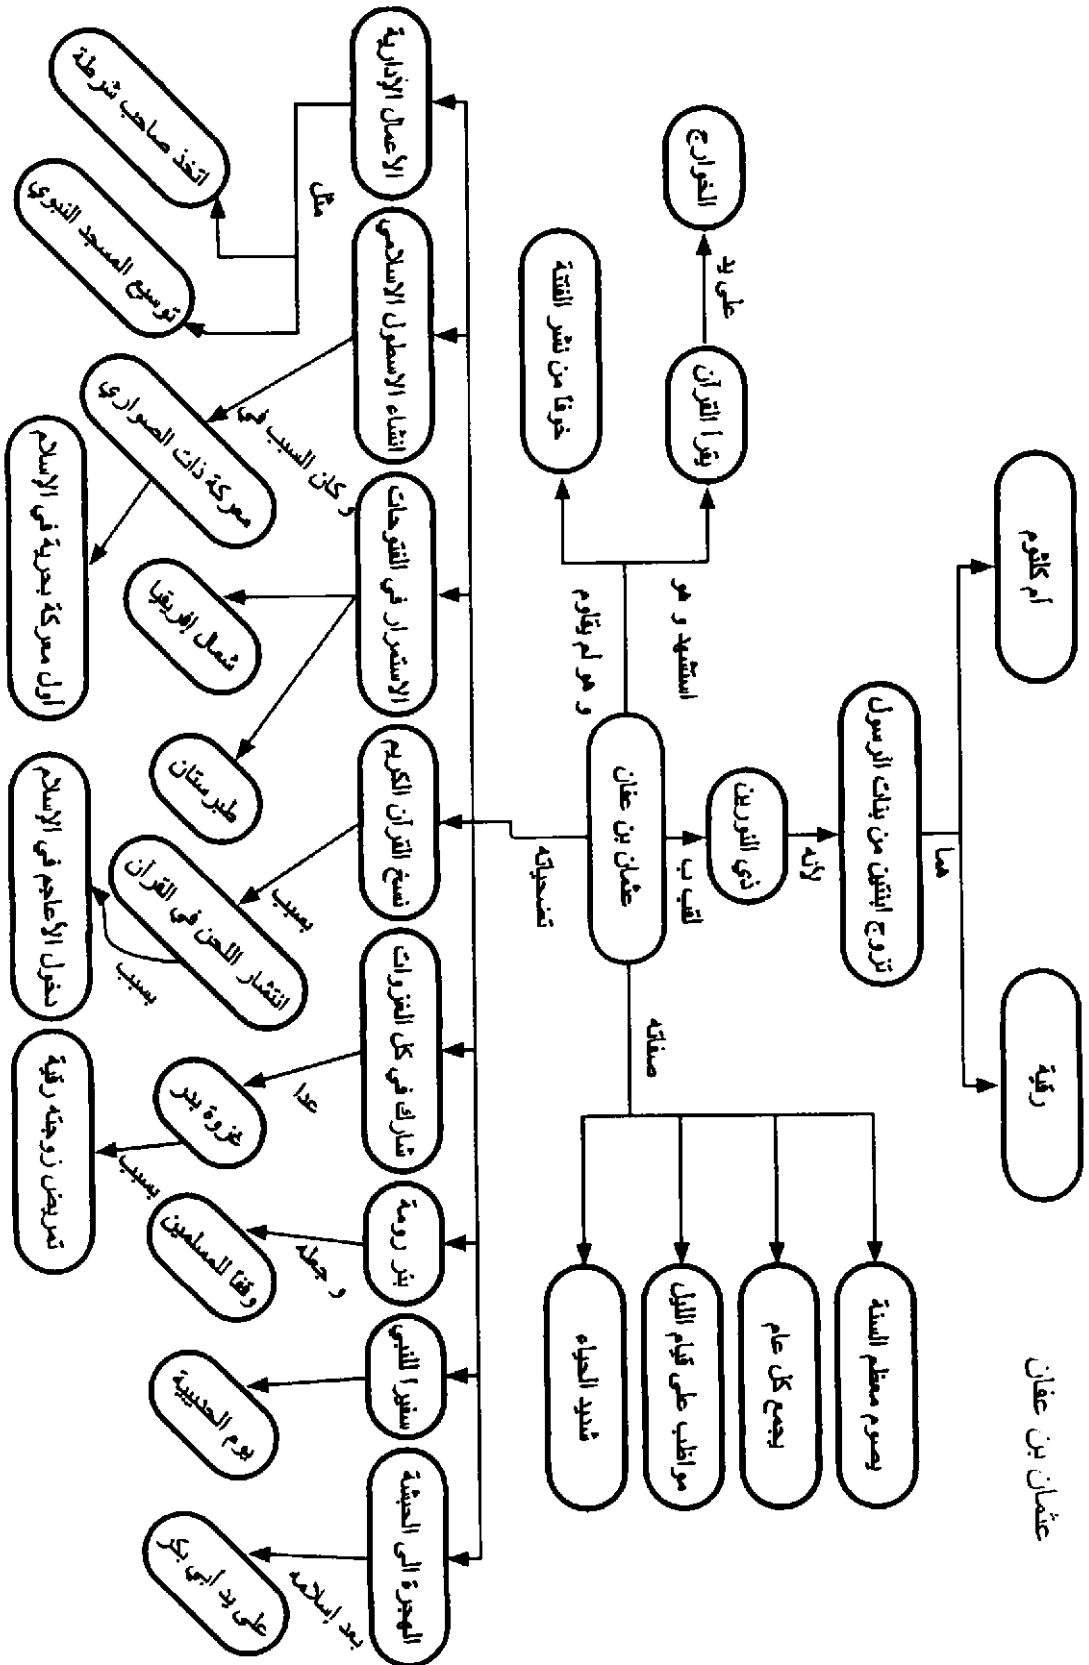 عثمان بن عفان
رقية
أم كلثوم
هما
تزوج ابنتين من بنات الرسول
لأنه
ذي النورين
لقب ب
عثمان بن عفان
صفاته
يصوم معظم السنة
يجمع كل عام
مواظب على قيام الليل
شديد الحياء
استشهد و هو
و هو لم يقاوم
يقرأ القرآن
على يد
الخوارج
خوفا من نشر الفتنة
تضحياته
الهجرة الى الحبشة
سفيرا للنبي
بئر رومة
شارك في كل الغزوات
نسخ القرآن الكريم
الاستمرار في الفتوحات
انشاء الاسطول الاسلامي
الأعمال الإدارية
بعد إسلامه
و جعله
عدا
بسبب
و كان السبب في
مثل
على يد أبي بكر
يوم الحديبية
وقفا للمسلمين
غزوة بدر
انتشار اللحن في القرآن
طبرستان
شمال إفريقيا
معركة ذات الصواري
توسيع المسجد النبوي
اتخذ صاحب شرطة
بسبب
بسبب
تمريض زوجته رقية
دخول الأعاجم في الإسلام
أول معركة بحرية في الإسلام